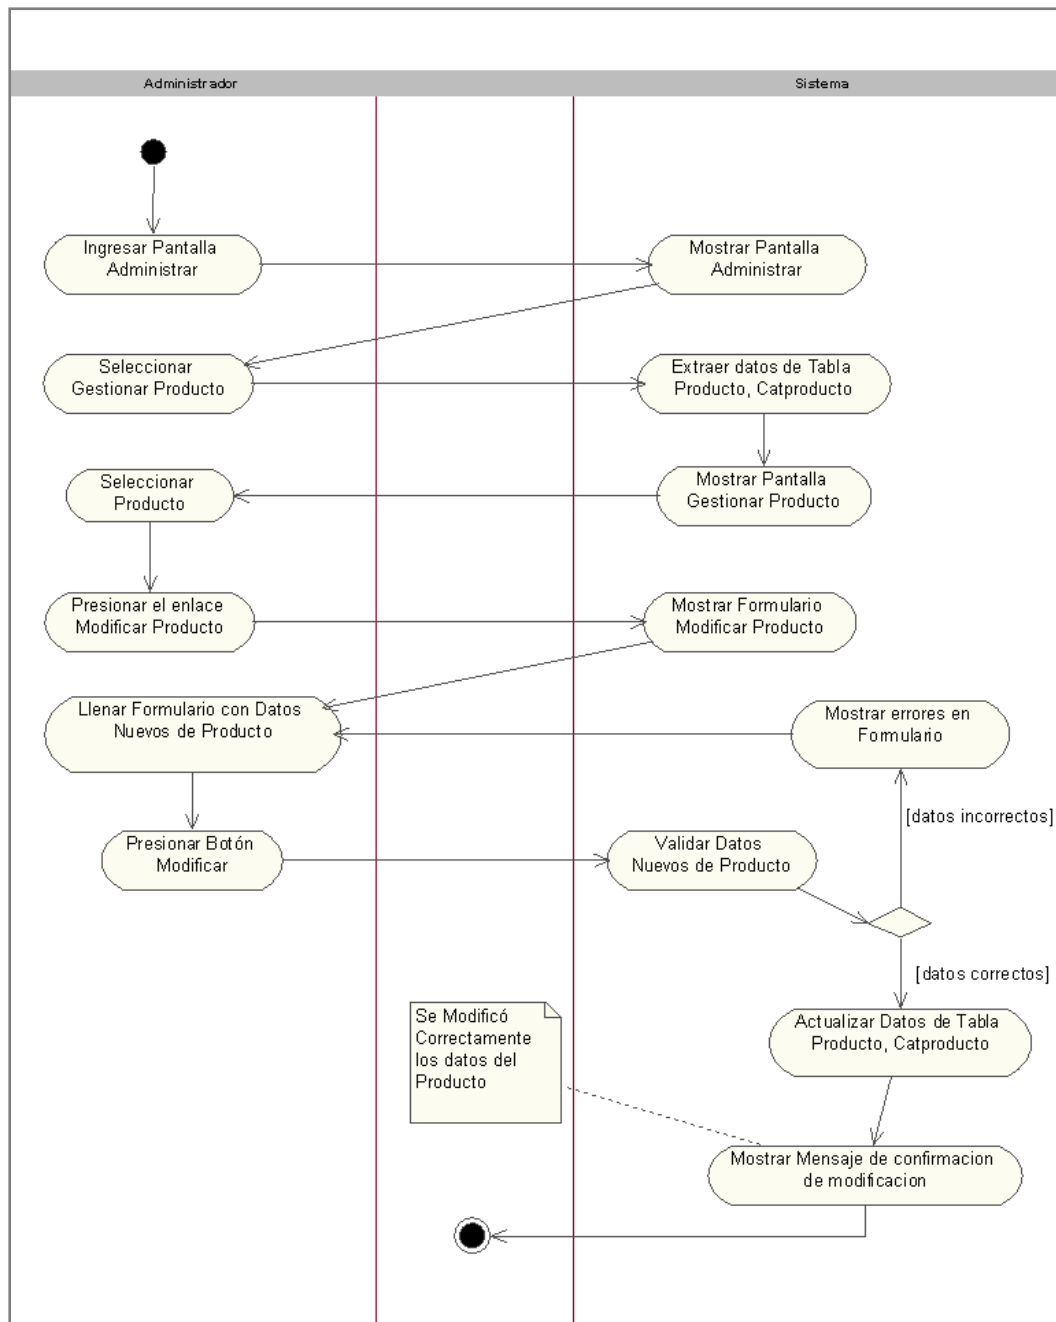 Administrador
Sistema
Ingresar Pantalla
Administrar
Mostrar Pantalla
Administrar
Seleccionar
Gestionar Producto
Extraer datos de Tabla
Producto, Catproducto
Seleccionar
Producto
Mostrar Pantalla
Gestionar Producto
Presionar el enlace
Modificar Producto
Mostrar Formulario
Modificar Producto
Llenar Formulario con Datos
Nuevos de Producto
Mostrar errores en
Formulario
[datos incorrectos]
Presionar Botón
Modificar
Validar Datos
Nuevos de Producto
[datos correctos]
Se Modificó
Correctamente
los datos del
Producto
Actualizar Datos de Tabla
Producto, Catproducto
Mostrar Mensaje de confirmacion
de modificacion